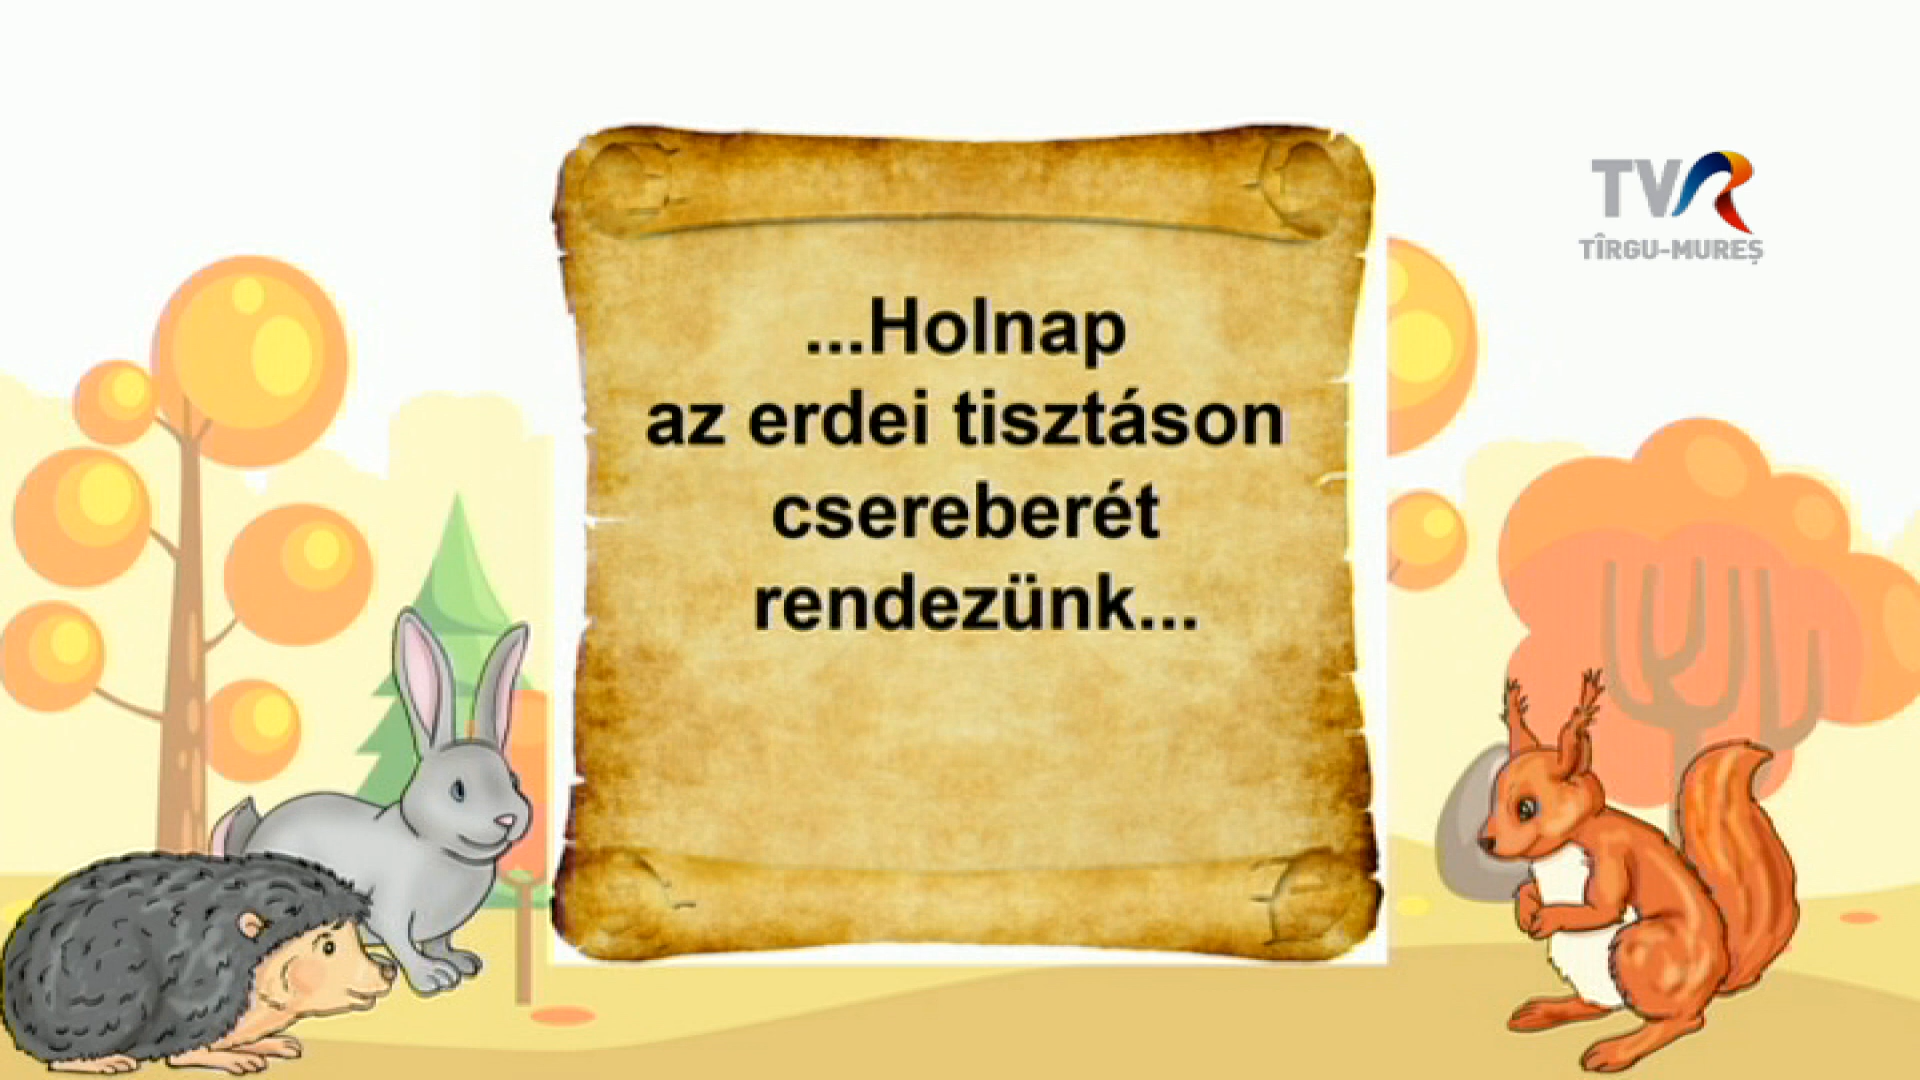 TVR
TÎRGU-MUREȘ
...Holnap
az erdei tisztáson
csereberét
rendezünk...